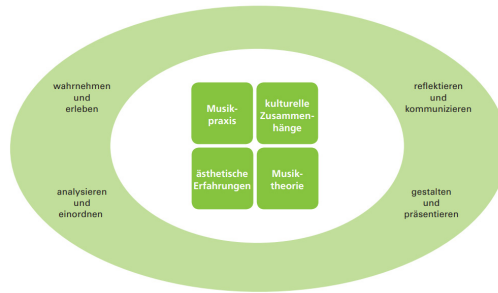 wahrnehmen
und
erleben
reflektieren
und
kommunizieren
Musik-
praxis
kulturelle
Zusammen-
hänge
ästhetische
Erfahrungen
Musik-
theorie
analysieren
und
einordnen
gestalten
und
präsentieren